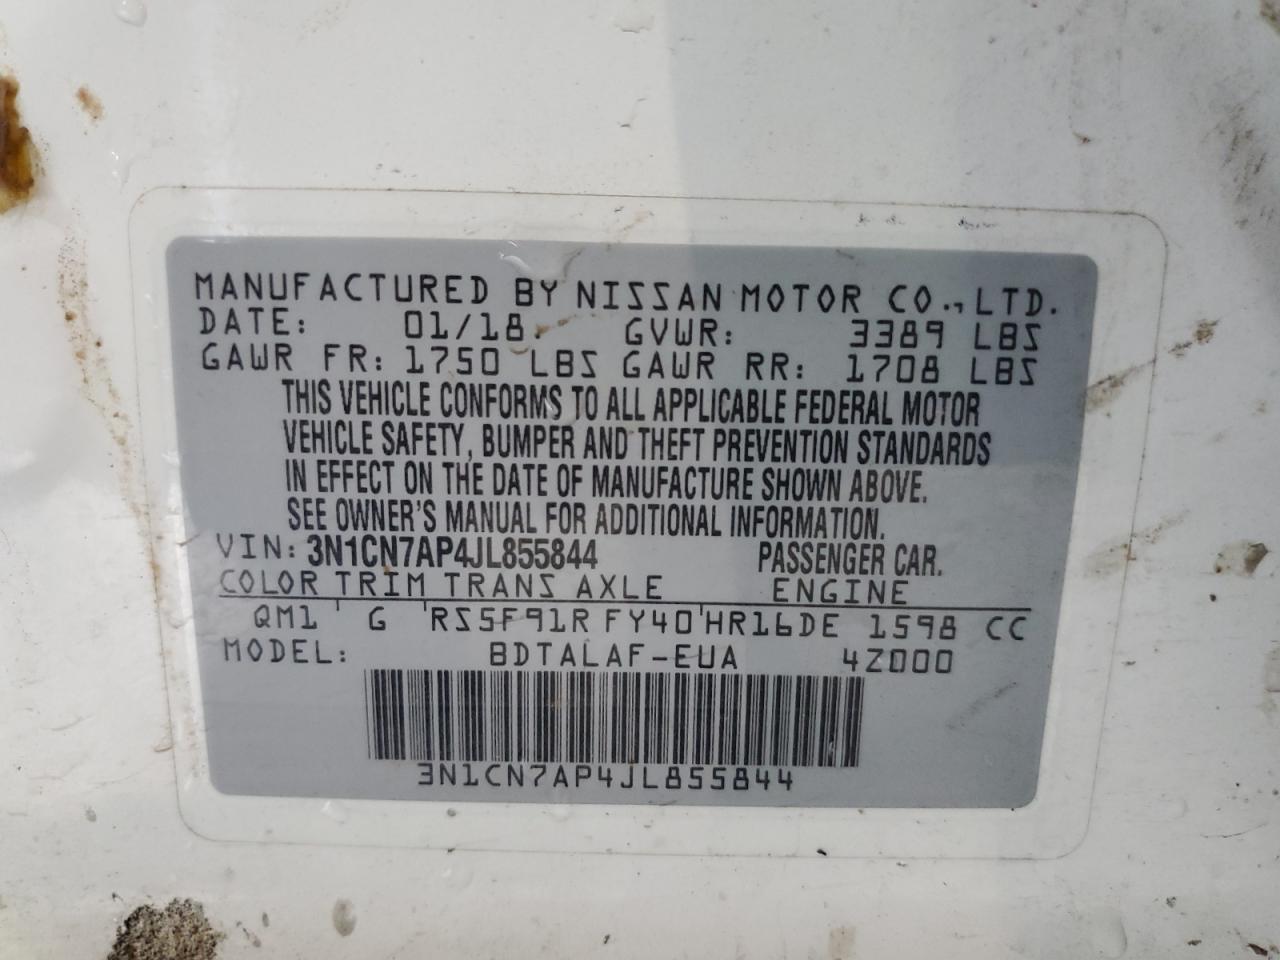 MANUFACTURED BY NISSAN MOTOR CO., LTD.
DATE: 01/18 GVWR: 3389 LBS
GAWR FR: 1750 LBS GAWR RR: 1708 LBS
THIS VEHICLE CONFORMS TO ALL APPLICABLE FEDERAL MOTOR
VEHICLE SAFETY, BUMPER AND THEFT PREVENTION STANDARDS
IN EFFECT ON THE DATE OF MANUFACTURE SHOWN ABOVE.
SEE OWNER'S MANUAL FOR ADDITIONAL INFORMATION.
VIN: 3N1CN7AP4JL855844 PASSENGER CAR.
COLOR TRIM TRANS AXLE ENGINE
QM1 G RS5F91R FY40 HR16DE 1598 CC
MODEL: BDTALAF-EUA 4Z000
3N1CN7AP4JL855844